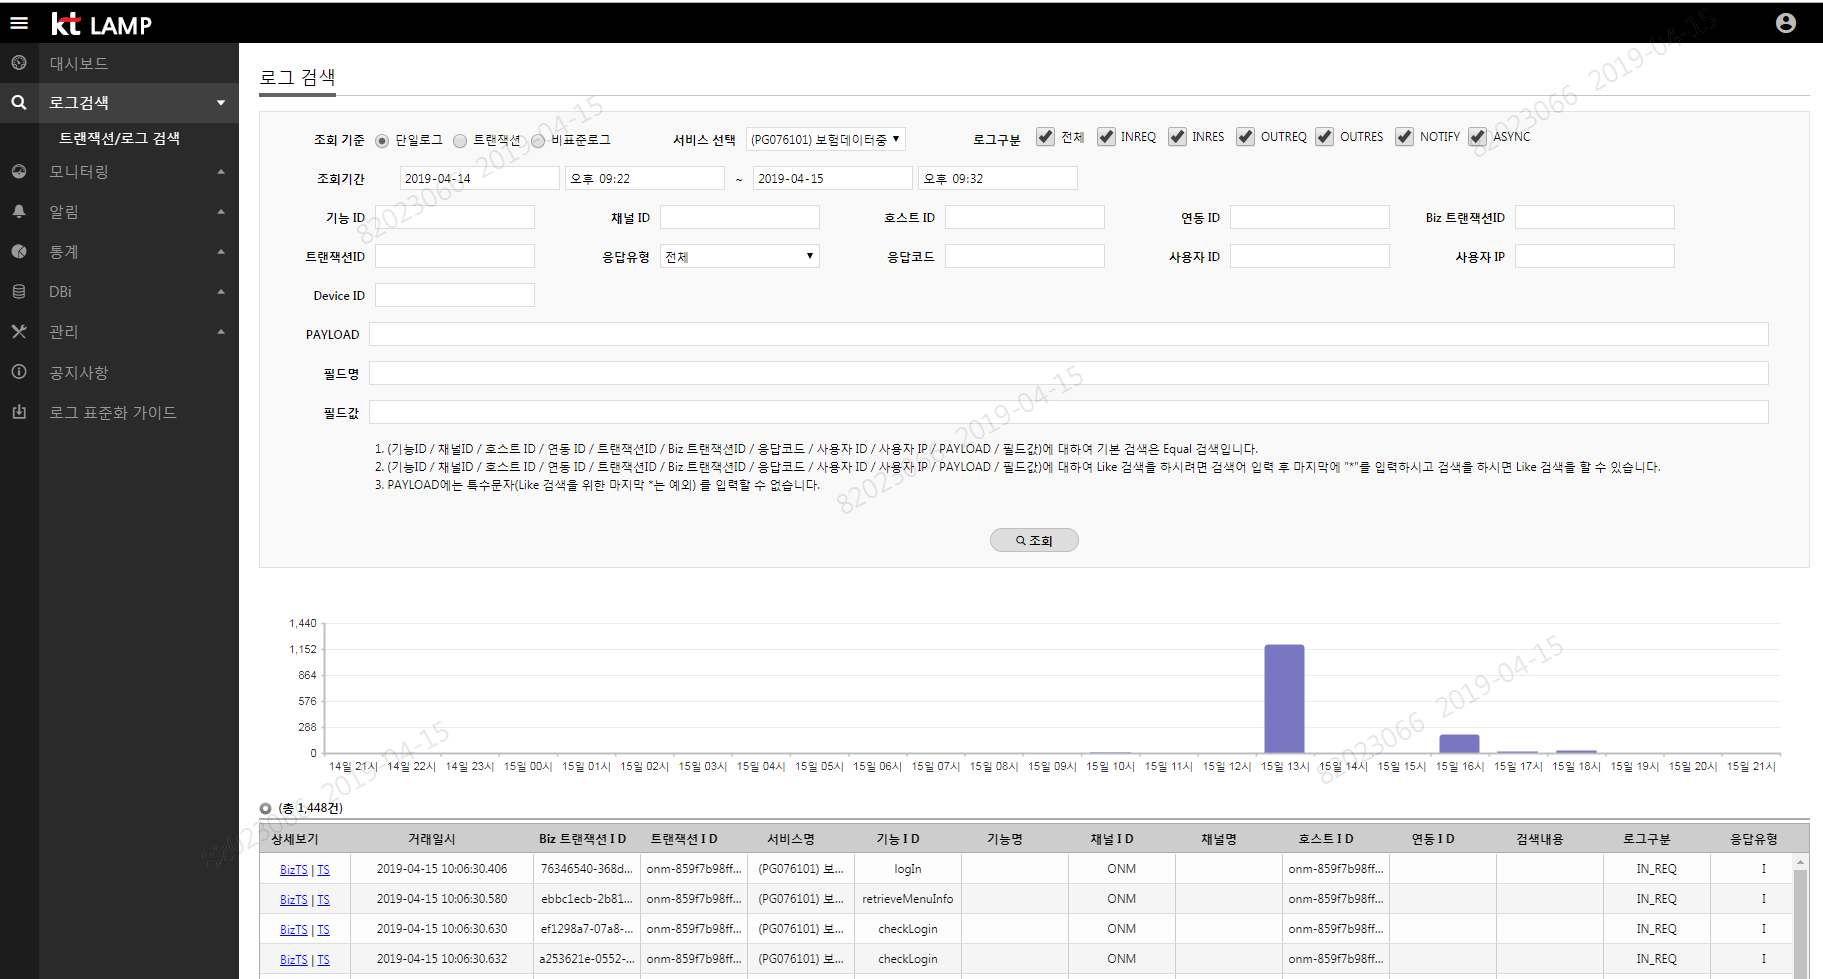 kt LAMP
대시보드
로그검색
트랜잭션/로그 검색
모니터링
알림
통계
DBi
관리
공지사항
로그 표준화 가이드
로그 검색
조회 기준 단일로그 트랜잭션 비표준로그 서비스 선택 (PG076101) 보험데이터중 로그구분 전체 INREQ INRES OUTREQ OUTRES NOTIFY ASYNC
조회기간 2019-04-14 오후 09:22 ~ 2019-04-15 오후 09:32
기능 ID 채널 ID 호스트 ID 연동 ID Biz 트랜잭션ID
트랜잭션ID 응답유형 전체 응답코드 사용자 ID 사용자 IP
Device ID
PAYLOAD
필드명
필드값
1. (기능ID / 채널ID / 호스트 ID / 연동 ID / 트랜잭션ID / Biz 트랜잭션ID / 응답코드 / 사용자 ID / 사용자 IP / PAYLOAD / 필드값)에 대하여 기본 검색은 Equal 검색입니다.
2. (기능ID / 채널ID / 호스트 ID / 연동 ID / 트랜잭션ID / Biz 트랜잭션ID / 응답코드 / 사용자 ID / 사용자 IP / PAYLOAD / 필드값)에 대하여 Like 검색을 하시려면 검색어 입력 후 마지막에 "*"를 입력하시고 검색을 하시면 Like 검색을 할 수 있습니다.
3. PAYLOAD에는 특수문자(Like 검색을 위한 마지막 *는 예외) 를 입력할 수 없습니다.
조회
1,440
1,152
864
576
288
0
14일 21시 14일 22시 14일 23시 15일 00시 15일 01시 15일 02시 15일 03시 15일 04시 15일 05시 15일 06시 15일 07시 15일 08시 15일 09시 15일 10시 15일 11시 15일 12시 15일 13시 15일 14시 15일 15시 15일 16시 15일 17시 15일 18시 15일 19시 15일 20시 15일 21시
(총 1,448건)
상세보기 거래일시 Biz 트랜잭션 I D 트랜잭션 I D 서비스명 기능 I D 기능명 채널 I D 채널명 호스트 I D 연동 I D 검색내용 로그구분 응답유형
BizTS | TS 2019-04-15 10:06:30.406 76346540-368d... onm-859f7b98ff... (PG076101) 보... logIn ONM onm-859f7b98ff... IN_REQ I
BizTS | TS 2019-04-15 10:06:30.580 ebbc1ecb-2b81... onm-859f7b98ff... (PG076101) 보... retrieveMenuInfo ONM onm-859f7b98ff... IN_REQ I
BizTS | TS 2019-04-15 10:06:30.630 ef1298a7-07a8-... onm-859f7b98ff... (PG076101) 보... checkLogin ONM onm-859f7b98ff... IN_REQ I
BizTS | TS 2019-04-15 10:06:30.632 a253621e-0552-... onm-859f7b98ff... (PG076101) 보... checkLogin ONM onm-859f7b98ff... IN_REQ I
82023066 2019-04-15
82023066 2019-04-15
82023066 2019-04-15
82023066 2019-04-15
82023066 2019-04-15